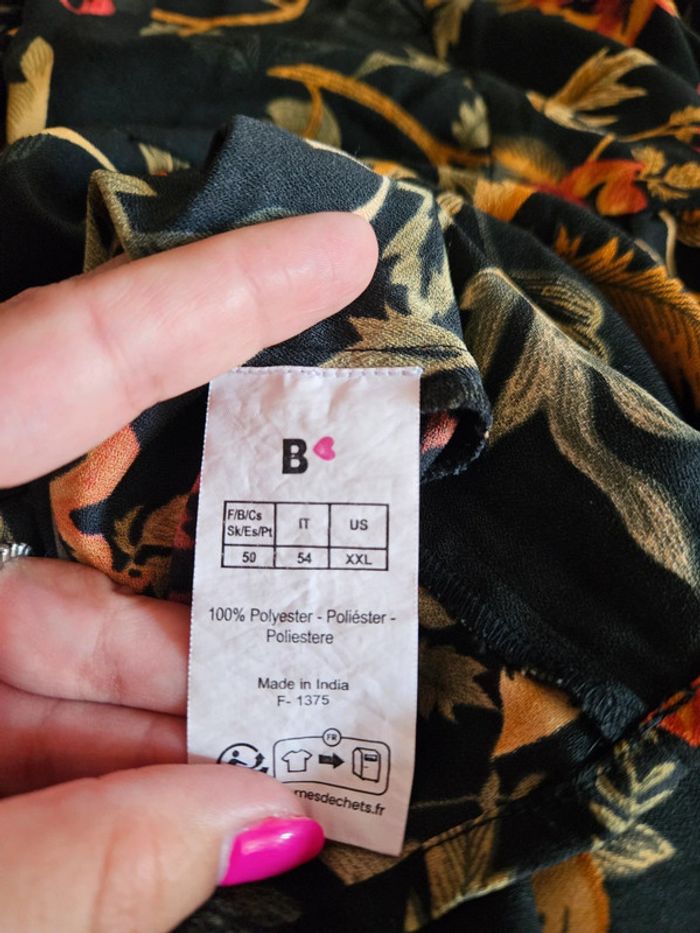 B
F/B/Cs IT US
Sk/Es/Pt
50 54 XXL
100% Polyester - Poliéster -
Poliestere
Made in India
F- 1375
FR
mesdechets.fr